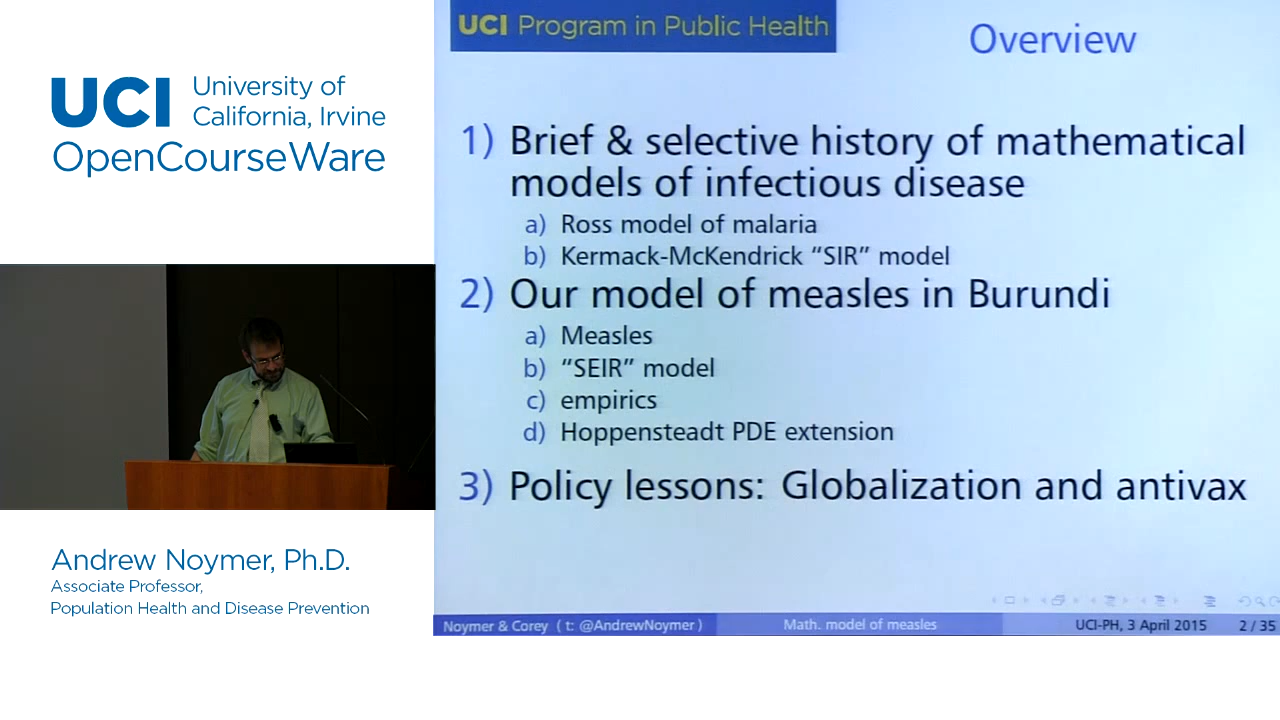 UCI University of
California, Irvine
OpenCourseWare
Andrew Noymer, Ph.D.
Associate Professor,
Population Health and Disease Prevention
UCI Program in Public Health
Overview
1) Brief & selective history of mathematical
models of infectious disease
a) Ross model of malaria
b) Kermack-McKendrick “SIR” model
2) Our model of measles in Burundi
a) Measles
b) “SEIR” model
c) empirics
d) Hoppensteadt PDE extension
3) Policy lessons: Globalization and antivax
Noymer & Corey ( t: @AndrewNoymer ) Math. model of measles UCI-PH, 3 April 2015 2 / 35